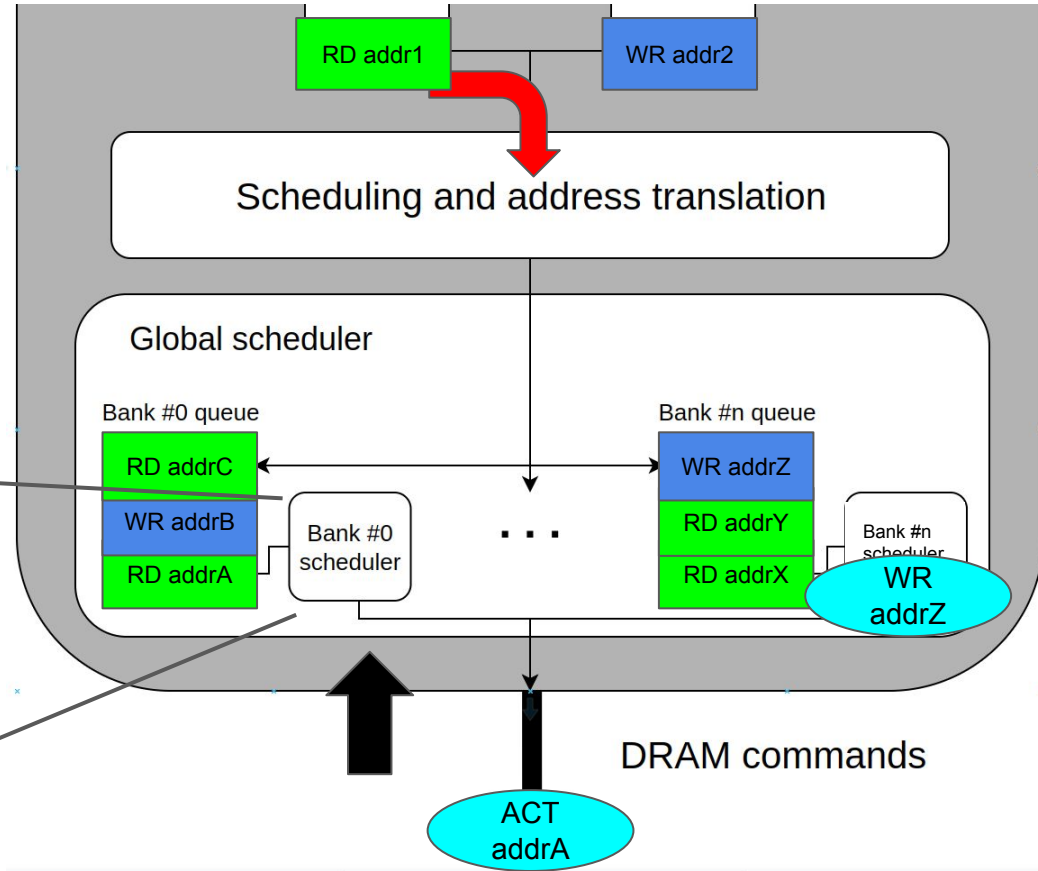 RD addr1
WR addr2
Scheduling and address translation
Global scheduler
Bank #0 queue
Bank #n queue
RD addrC
WR addrB
RD addrA
Bank #0
scheduler
. . .
WR addrZ
RD addrY
RD addrX
Bank #n
scheduler
WR
addrZ
DRAM commands
ACT
addrA